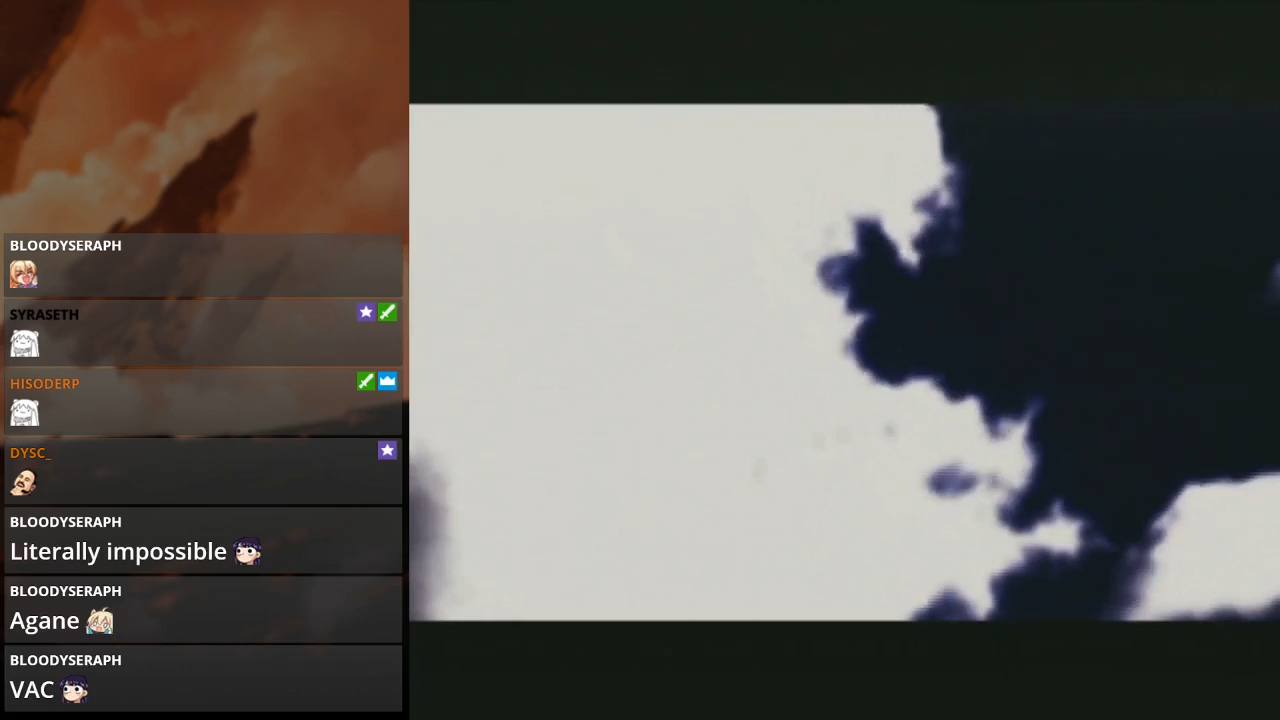 BLOODYSERAPH
SYRASETH
HISODERP
DYSC_
BLOODYSERAPH
Literally impossible
BLOODYSERAPH
Agane
BLOODYSERAPH
VAC